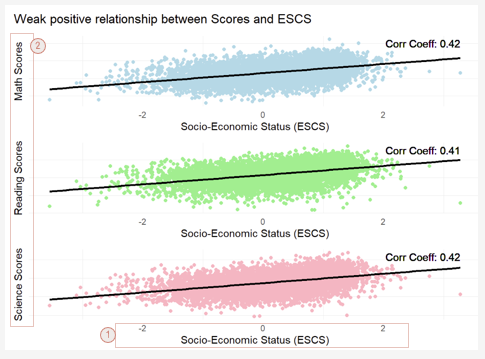 Weak positive relationship between Scores and ESCS
2
Math Scores
Corr Coeff: 0.42
-2 0 2
Socio-Economic Status (ESCS)
Reading Scores
Corr Coeff: 0.41
-2 0 2
Socio-Economic Status (ESCS)
Science Scores
Corr Coeff: 0.42
1
-2 0 2
Socio-Economic Status (ESCS)